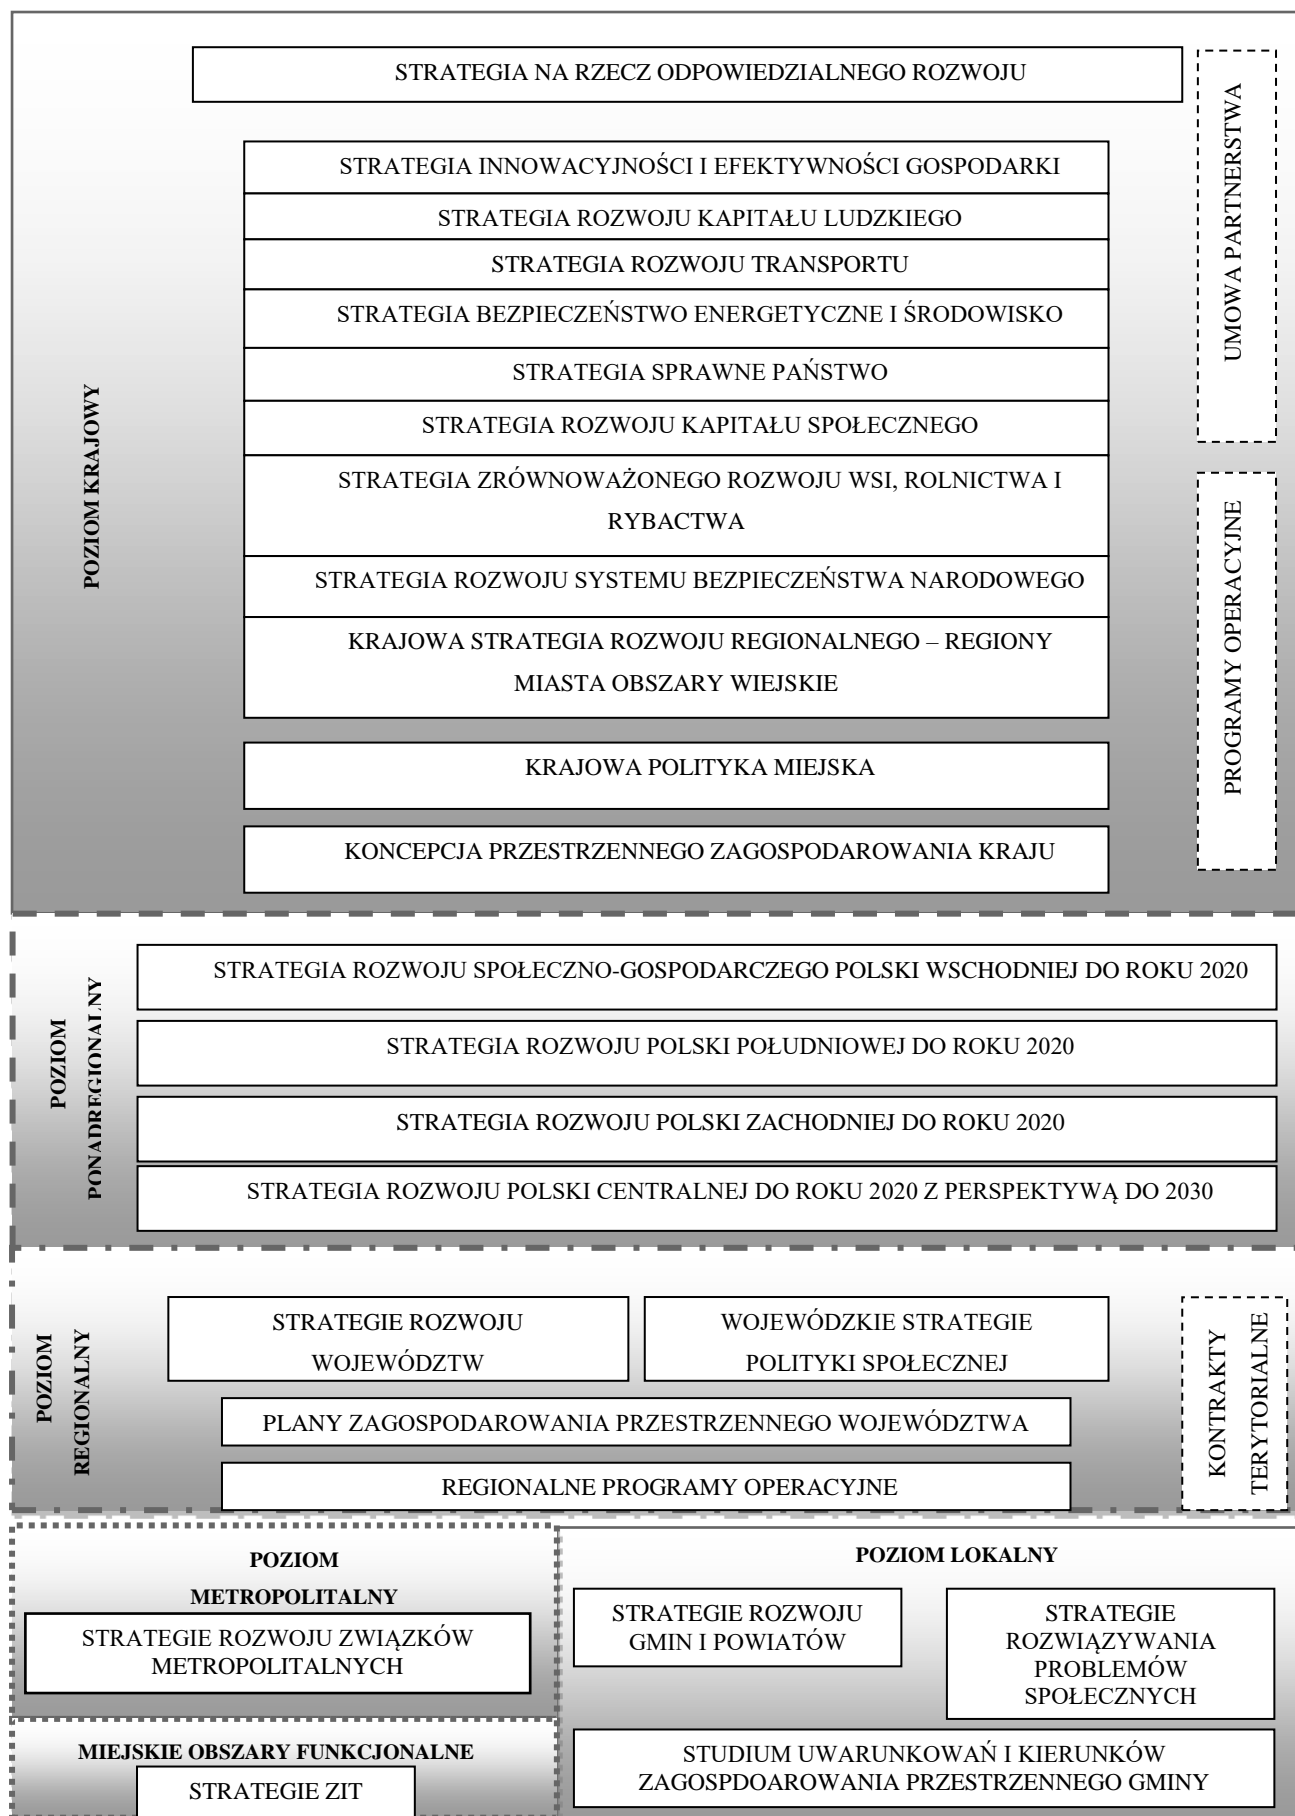 POZIOM KRAJOWY
STRATEGIA NA RZECZ ODPOWIEDZIALNEGO ROZWOJU
STRATEGIA INNOWACYJNOŚCI I EFEKTYWNOŚCI GOSPODARKI
STRATEGIA ROZWOJU KAPITAŁU LUDZKIEGO
STRATEGIA ROZWOJU TRANSPORTU
STRATEGIA BEZPIECZEŃSTWO ENERGETYCZNE I ŚRODOWISKO
STRATEGIA SPRAWNE PAŃSTWO
STRATEGIA ROZWOJU KAPITAŁU SPOŁECZNEGO
STRATEGIA ZRÓWNOWAŻONEGO ROZWOJU WSI, ROLNICTWA I
RYBACTWA
STRATEGIA ROZWOJU SYSTEMU BEZPIECZEŃSTWA NARODOWEGO
KRAJOWA STRATEGIA ROZWOJU REGIONALNEGO – REGIONY
MIASTA OBSZARY WIEJSKIE
KRAJOWA POLITYKA MIEJSKA
KONCEPCJA PRZESTRZENNEGO ZAGOSPODAROWANIA KRAJU
UMOWA PARTNERSTWA
PROGRAMY OPERACYJNE
POZIOM
PONADREGIONALNY
STRATEGIA ROZWOJU SPOŁECZNO-GOSPODARCZEGO POLSKI WSCHODNIEJ DO ROKU 2020
STRATEGIA ROZWOJU POLSKI POŁUDNIOWEJ DO ROKU 2020
STRATEGIA ROZWOJU POLSKI ZACHODNIEJ DO ROKU 2020
STRATEGIA ROZWOJU POLSKI CENTRALNEJ DO ROKU 2020 Z PERSPEKTYWĄ DO 2030
POZIOM
REGIONALNY
STRATEGIE ROZWOJU
WOJEWÓDZTW
WOJEWÓDZKIE STRATEGIE
POLITYKI SPOŁECZNEJ
PLANY ZAGOSPODAROWANIA PRZESTRZENNEGO WOJEWÓDZTWA
REGIONALNE PROGRAMY OPERACYJNE
KONTRAKTY
TERYTORIALNE
POZIOM
METROPOLITALNY
STRATEGIE ROZWOJU ZWIĄZKÓW
METROPOLITALNYCH
MIEJSKIE OBSZARY FUNKCJONALNE
STRATEGIE ZIT
POZIOM LOKALNY
STRATEGIE ROZWOJU
GMIN I POWIATÓW
STRATEGIE
ROZWIĄZYWANIA
PROBLEMÓW
SPOŁECZNYCH
STUDIUM UWARUNKOWAŃ I KIERUNKÓW
ZAGOSPDOAROWANIA PRZESTRZENNEGO GMINY